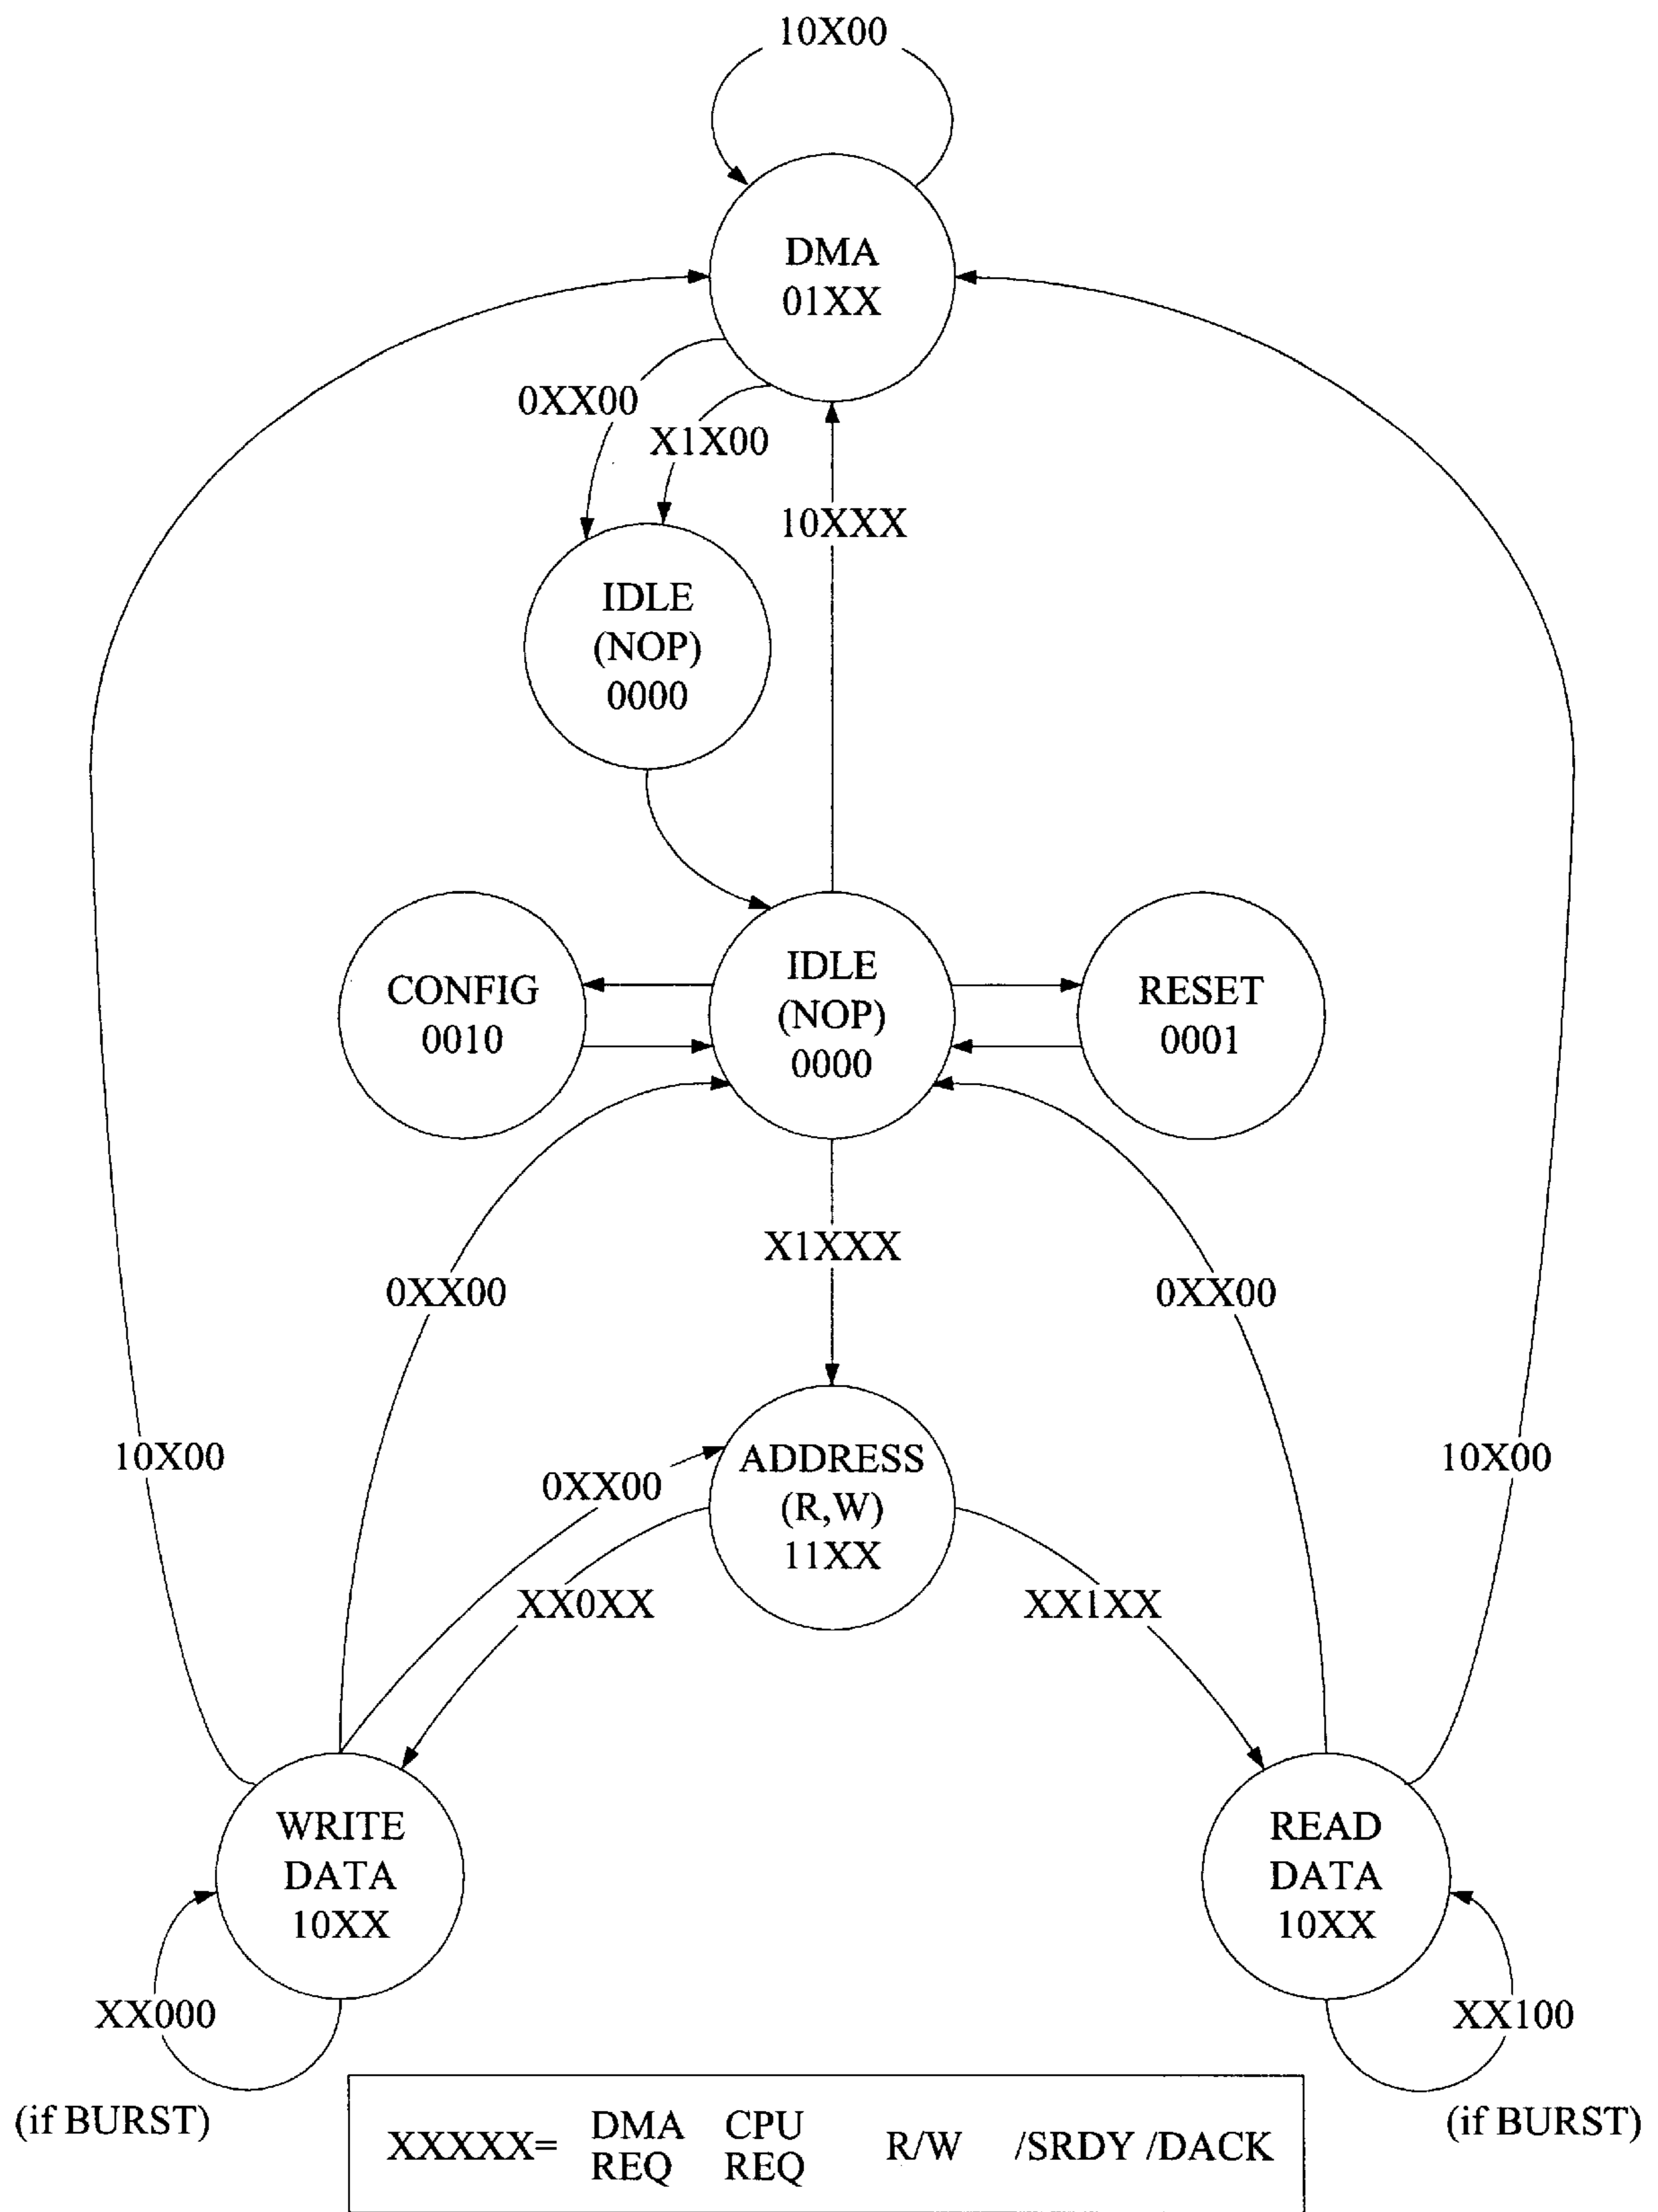 10X00
DMA
01XX
0XX00
X1X00
10XXX
IDLE
(NOP)
0000
CONFIG
0010
IDLE
(NOP)
0000
RESET
0001
X1XXX
0XX00
0XX00
10X00
0XX00
ADDRESS
(R,W)
11XX
10X00
XX0XX
XX1XX
WRITE
DATA
10XX
READ
DATA
10XX
XX000
XX100
(if BURST)
(if BURST)
XXXXX= DMA REQ CPU REQ R/W /SRDY /DACK